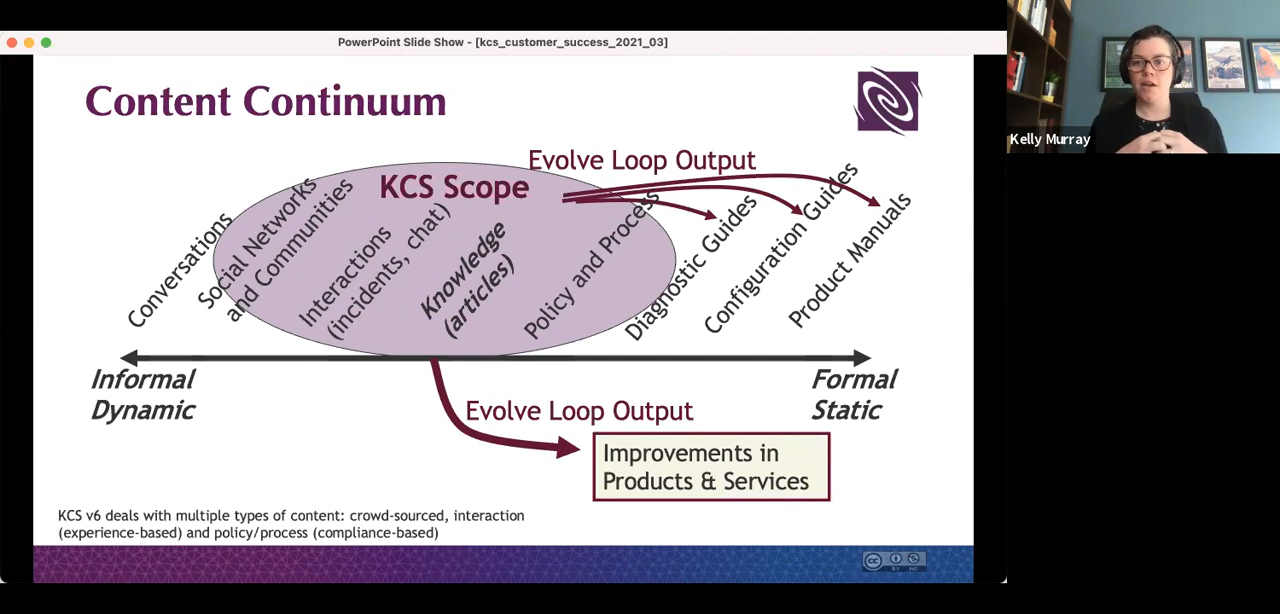 PowerPoint Slide Show - [kcs_customer_success_2021_03]
Kelly Murray
Content Continuum
Evolve Loop Output
KCS Scope
Conversations
Social Networks
and Communities
Interactions
(incidents, chat)
Knowledge
(articles)
Policy and Process
Diagnostic Guides
Configuration Guides
Product Manuals
Informal
Dynamic
Formal
Static
Evolve Loop Output
Improvements in
Products & Services
KCS v6 deals with multiple types of content: crowd-sourced, interaction
(experience-based) and policy/process (compliance-based)
cc
BY NC